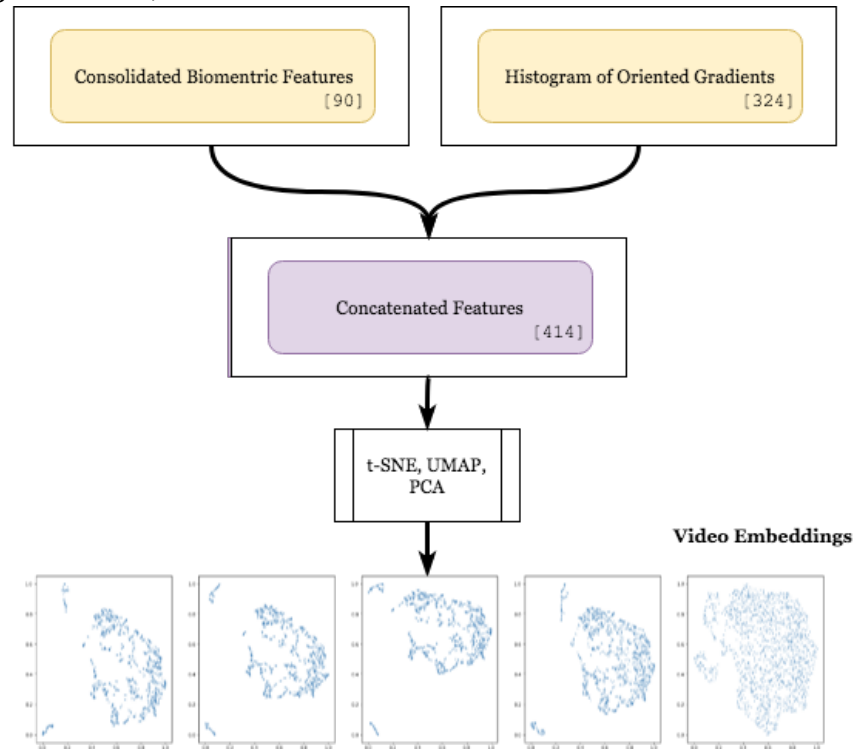 Consolidated Biomentric Features
[90]
Histogram of Oriented Gradients
[324]
Concatenated Features
[414]
t-SNE, UMAP,
PCA
Video Embeddings